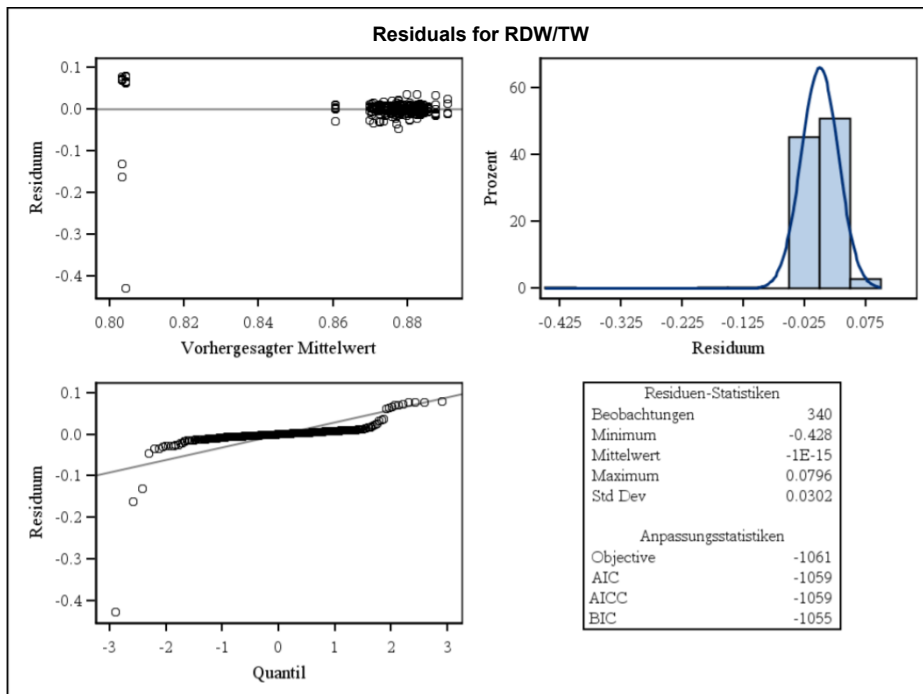 Residuals for RDW/TW
0.1
0.0
-0.1
-0.2
-0.3
-0.4
Residuum
0.80
0.82
0.84
0.86
0.88
Vorhergesagter Mittelwert
60
40
20
0
Prozent
-0.425
-0.325
-0.225
-0.125
-0.025
0.075
Residuum
0.1
0.0
-0.1
-0.2
-0.3
-0.4
Residuum
-3
-2
-1
0
1
2
3
Quantil
Residuen-Statistiken
Beobachtungen 340
Minimum -0.428
Mittelwert -1E-15
Maximum 0.0796
Std Dev 0.0302
Anpassungsstatistiken
Objective -1061
AIC -1059
AICC -1059
BIC -1055